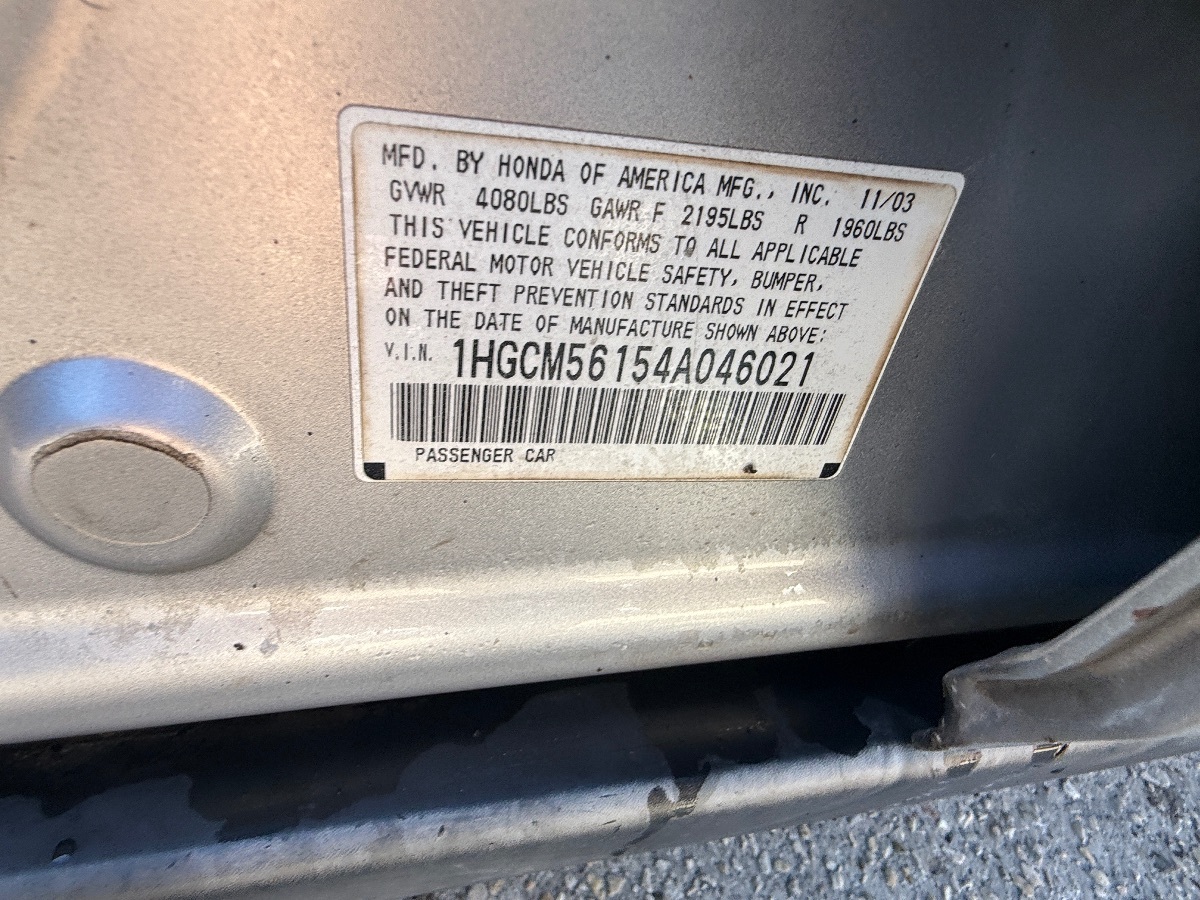 MFD. BY HONDA OF AMERICA MFG., INC. 11/03
GVWR 4080LBS GAWR F 2195LBS R 1960LBS
THIS VEHICLE CONFORMS TO ALL APPLICABLE
FEDERAL MOTOR VEHICLE SAFETY, BUMPER,
AND THEFT PREVENTION STANDARDS IN EFFECT
ON THE DATE OF MANUFACTURE SHOWN ABOVE:
V.I.N. 1HGCM56154A046021
PASSENGER CAR